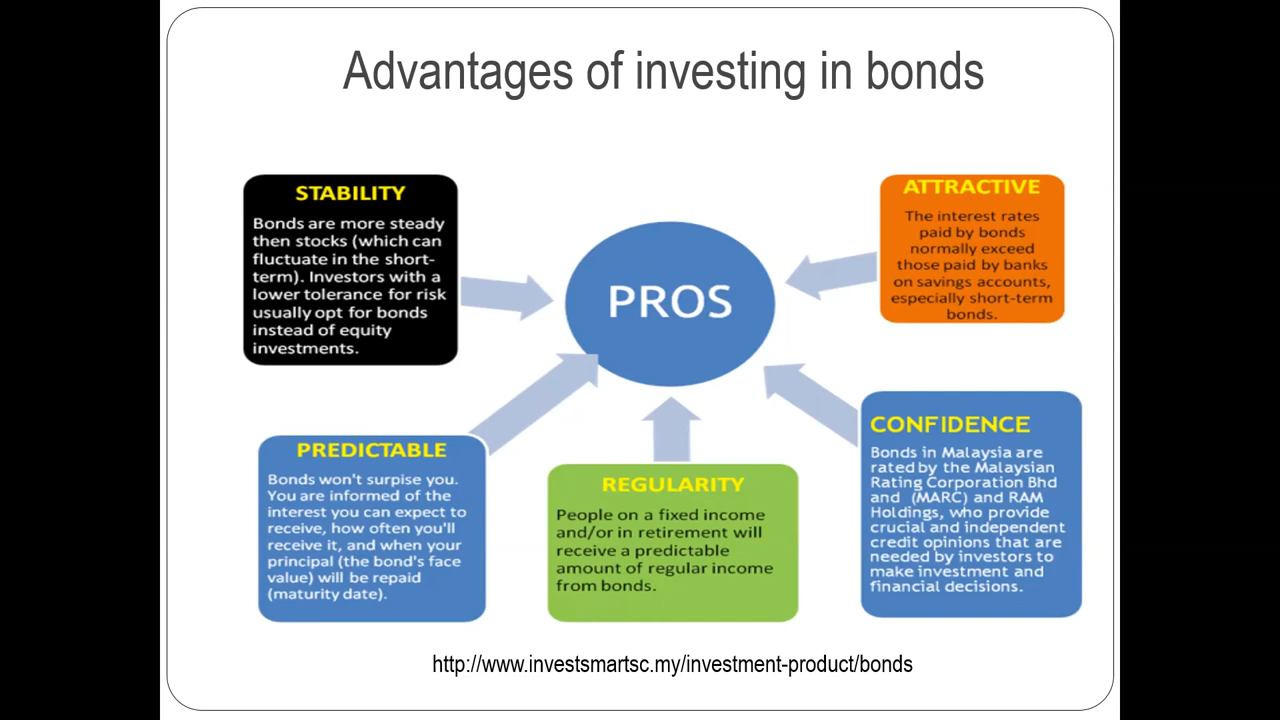 Advantages of investing in bonds
STABILITY
Bonds are more steady
then stocks (which can
fluctuate in the short-
term). Investors with a
lower tolerance for risk
usually opt for bonds
instead of equity
investments.
PROS
ATTRACTIVE
The interest rates
paid by bonds
normally exceed
those paid by banks
on savings accounts,
especially short-term
bonds.
PREDICTABLE
Bonds won't surprise you.
You are informed of the
interest you can expect to
receive, how often you'll
receive it, and when your
principal (the bond's face
value) will be repaid
(maturity date).
REGULARITY
People on a fixed income
and/or in retirement will
receive a predictable
amount of regular income
from bonds.
CONFIDENCE
Bonds in Malaysia are
rated by the Malaysian
Rating Corporation Bhd
and (MARC) and RAM
Holdings, who provide
crucial and independent
credit opinions that are
needed by investors to
make investment and
financial decisions.
http://www.investsmartsc.my/investment-product/bonds